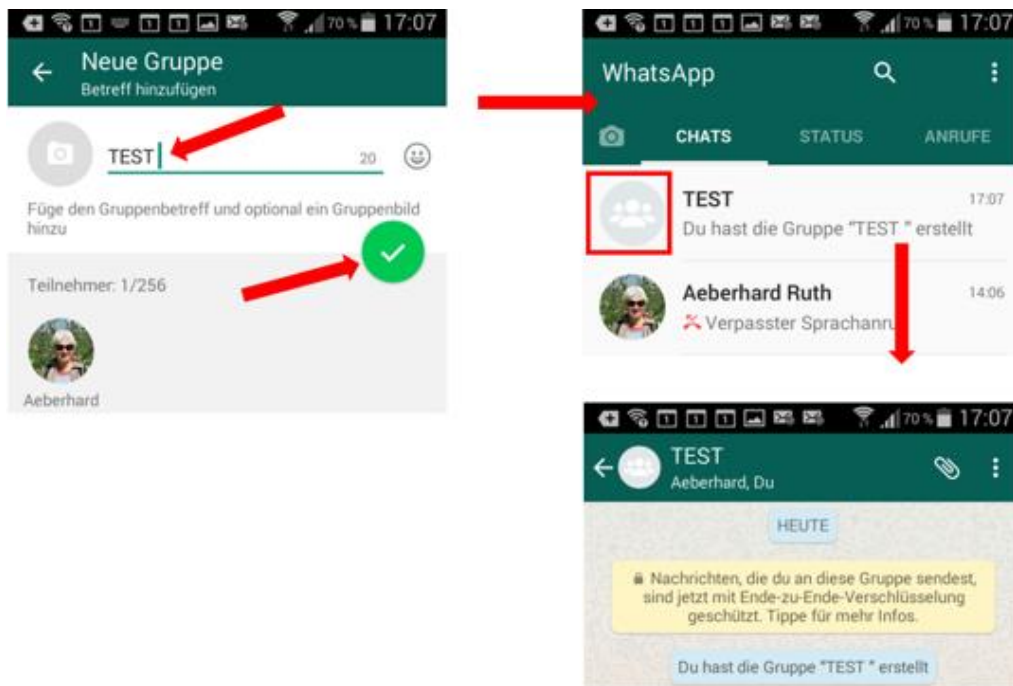 70 % 17:07
Neue Gruppe
Betreff hinzufügen
TEST
20
Füge den Gruppenbetreff und optional ein Gruppenbild
hinzu
Teilnehmer: 1/256
Aeberhard
70 % 17:07
WhatsApp
CHATS STATUS ANRUFE
TEST 17:07
Du hast die Gruppe "TEST " erstellt
Aeberhard Ruth 14:06
Verpasster Sprachanru
70 % 17:07
TEST
Aeberhard, Du
HEUTE
Nachrichten, die du an diese Gruppe sendest,
sind jetzt mit Ende-zu-Ende-Verschlüsselung
geschützt. Tippe für mehr Infos.
Du hast die Gruppe "TEST " erstellt